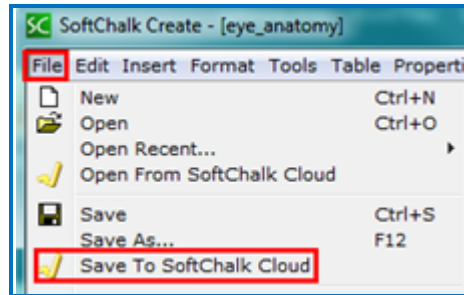 SC SoftChalk Create - [eye_anatomy]
File Edit Insert Format Tools Table Properti
New Ctrl+N
Open Ctrl+O
Open Recent...
Open From SoftChalk Cloud
Save Ctrl+S
Save As... F12
Save To SoftChalk Cloud